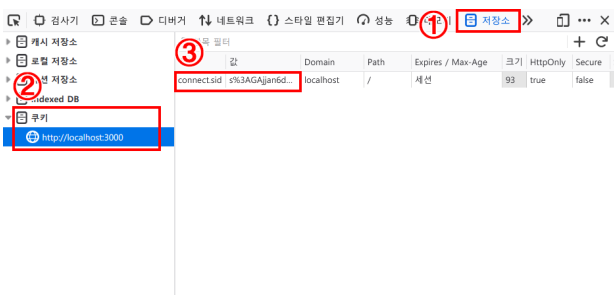 검사기 콘솔 디버거 네트워크 {} 스타일 편집기 성능 ① 저장소
캐시 저장소
필터
로컬 저장소
③
값 Domain Path Expires / Max-Age 크기 HttpOnly Secure
저장소
connect.sid s%3AGAjjan6d... localhost / 세션 93 true false
②
Indexed DB
쿠키
http://localhost:3000